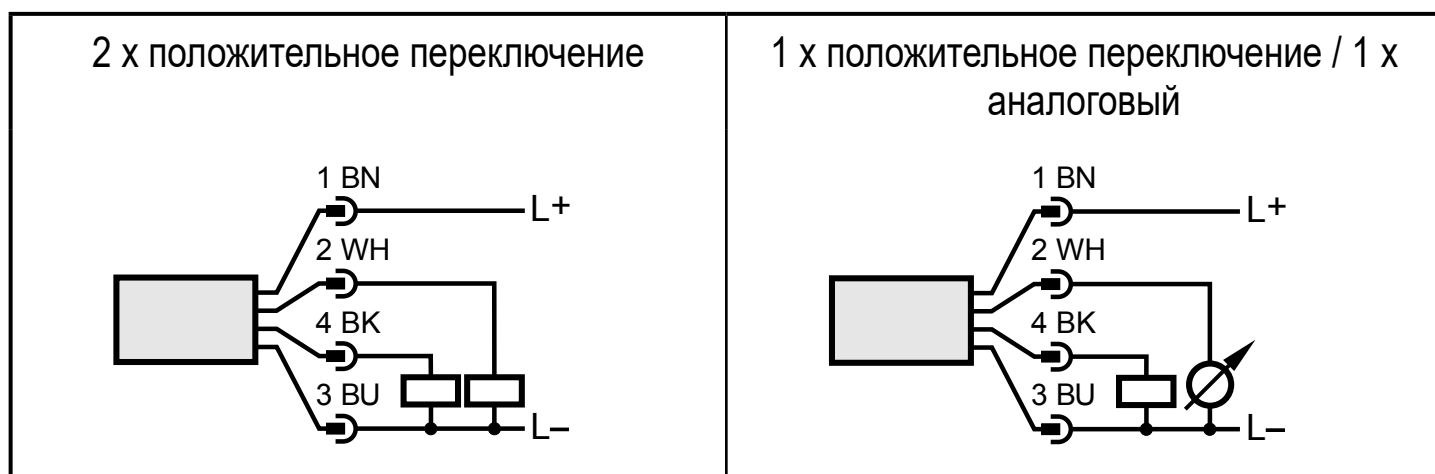 2 x положительное переключение
1 BN
L+
2 WH
4 BK
3 BU
L–
1 x положительное переключение / 1 x
аналоговый
1 BN
L+
2 WH
4 BK
3 BU
L–